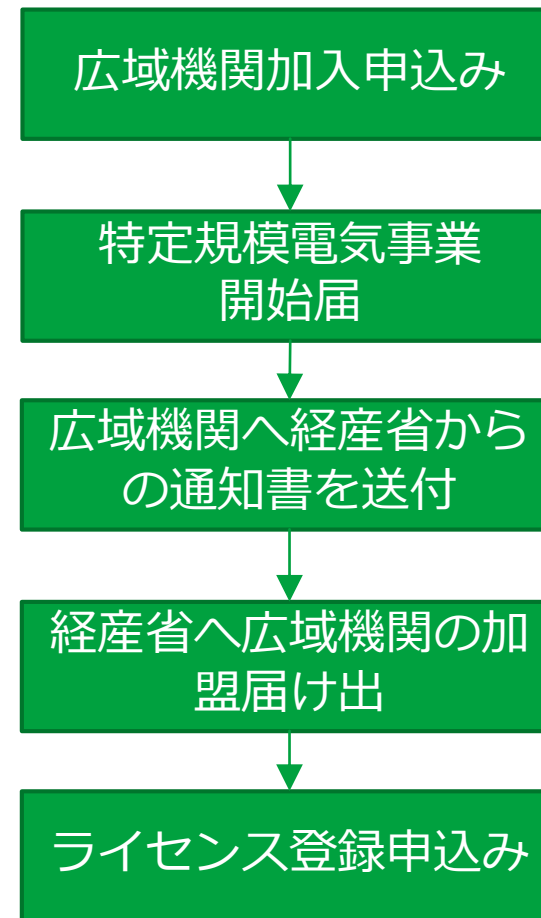 広域機関加入申込み
特定規模電気事業
開始届
広域機関へ経産省から
の通知書を送付
経産省へ広域機関の加
盟届け出
ライセンス登録申込み